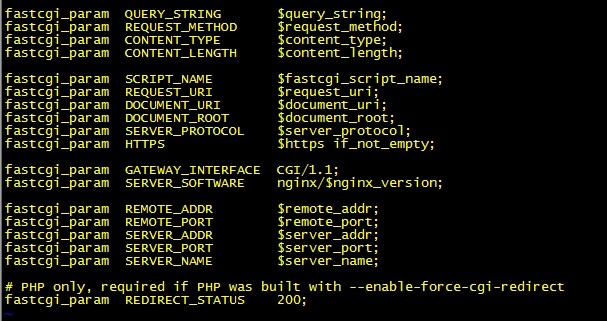 fastcgi_param  QUERY_STRING       $query_string;
fastcgi_param  REQUEST_METHOD     $request_method;
fastcgi_param  CONTENT_TYPE       $content_type;
fastcgi_param  CONTENT_LENGTH     $content_length;

fastcgi_param  SCRIPT_NAME        $fastcgi_script_name;
fastcgi_param  REQUEST_URI        $request_uri;
fastcgi_param  DOCUMENT_URI       $document_uri;
fastcgi_param  DOCUMENT_ROOT      $document_root;
fastcgi_param  SERVER_PROTOCOL    $server_protocol;
fastcgi_param  HTTPS              $https if_not_empty;

fastcgi_param  GATEWAY_INTERFACE  CGI/1.1;
fastcgi_param  SERVER_SOFTWARE    nginx/$nginx_version;

fastcgi_param  REMOTE_ADDR        $remote_addr;
fastcgi_param  REMOTE_PORT        $remote_port;
fastcgi_param  SERVER_ADDR        $server_addr;
fastcgi_param  SERVER_PORT        $server_port;
fastcgi_param  SERVER_NAME        $server_name;

# PHP only, required if PHP was built with --enable-force-cgi-redirect
fastcgi_param  REDIRECT_STATUS    200;
~